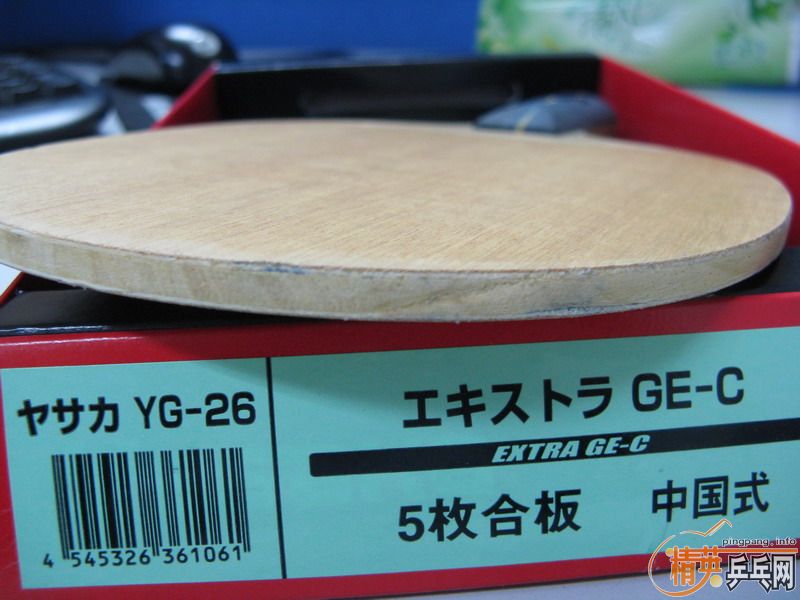 ヤサカ YG-26
4 545326 361061
エキストラ GE-C
EXTRA GE-C
5枚合板 中国式
pingpang.info
精英乒乓网